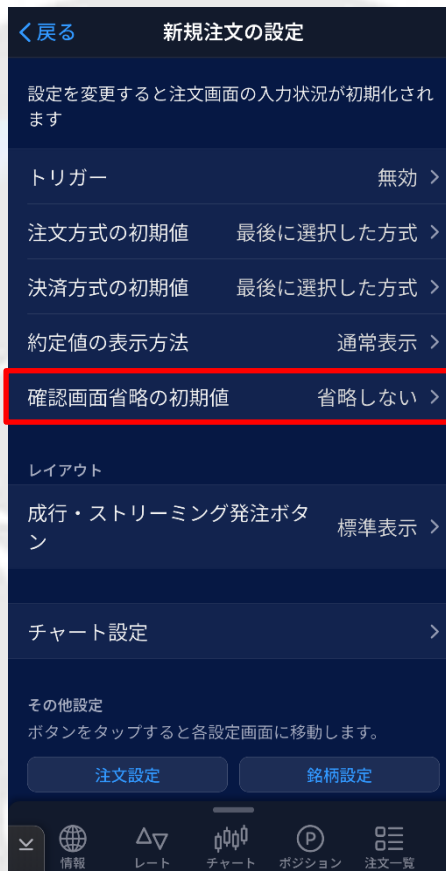 戻る 新規注文の設定
設定を変更すると注文画面の入力状況が初期化され
ます
トリガー 無効
注文方式の初期値 最後に選択した方式
決済方式の初期値 最後に選択した方式
約定値の表示方法 通常表示
確認画面省略の初期値 省略しない
レイアウト
成行・ストリーミング発注ボタ
ン 標準表示
チャート設定
その他設定
ボタンをタップすると各設定画面に移動します。
注文設定 銘柄設定
情報 レート チャート P ポジション 注文一覧